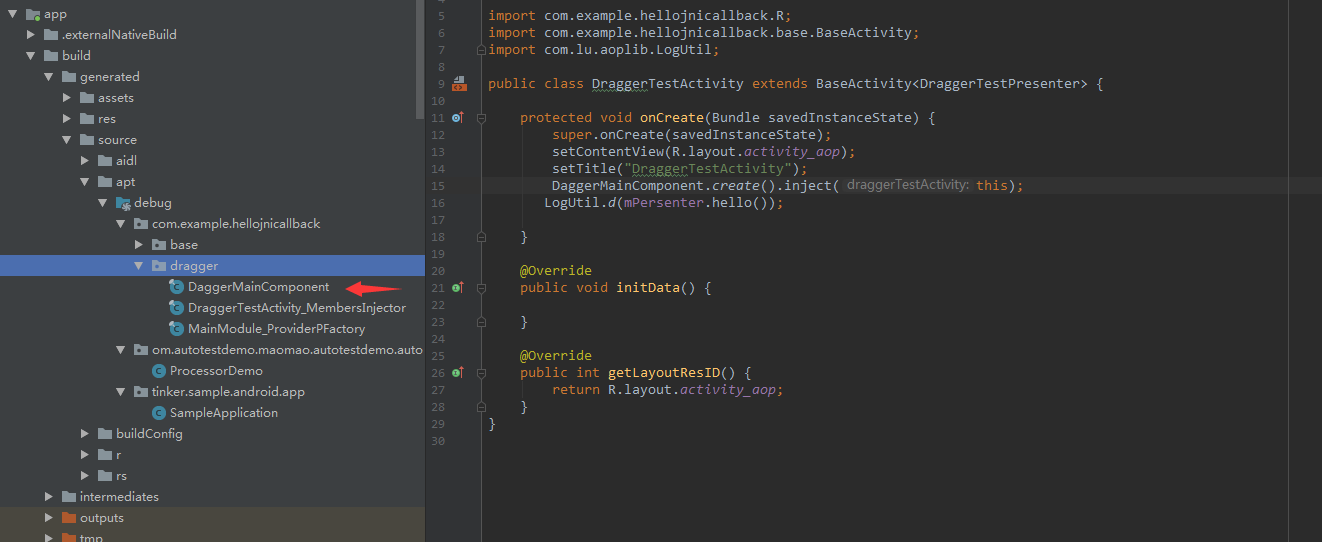 app
.externalNativeBuild
build
generated
assets
res
source
aidl
apt
debug
com.example.hellojnicallback
base
dragger
DaggerMainComponent
DraggerTestActivity_MembersInjector
MainModule_ProviderPFactory
om.autotestdemo.maomao.autotestdemo.auto
ProcessorDemo
tinker.sample.android.app
SampleApplication
buildConfig
r
rs
intermediates
outputs
tmp
5 import com.example.hellojnicallback.R;
6 import com.example.hellojnicallback.base.BaseActivity;
7 import com.lu.aoplib.LogUtil;
8
9 public class DraggerTestActivity extends BaseActivity<DraggerTestPresenter> {
10
11 protected void onCreate(Bundle savedInstanceState) {
12 super.onCreate(savedInstanceState);
13 setContentView(R.layout.activity_aop);
14 setTitle("DraggerTestActivity");
15 DaggerMainComponent.create().inject( draggerTestActivity: this);
16 LogUtil.d(mPersenter.hello());
17
18 }
19
20 @Override
21 public void initData() {
22
23 }
24
25 @Override
26 public int getLayoutResID() {
27 return R.layout.activity_aop;
28 }
29 }
30